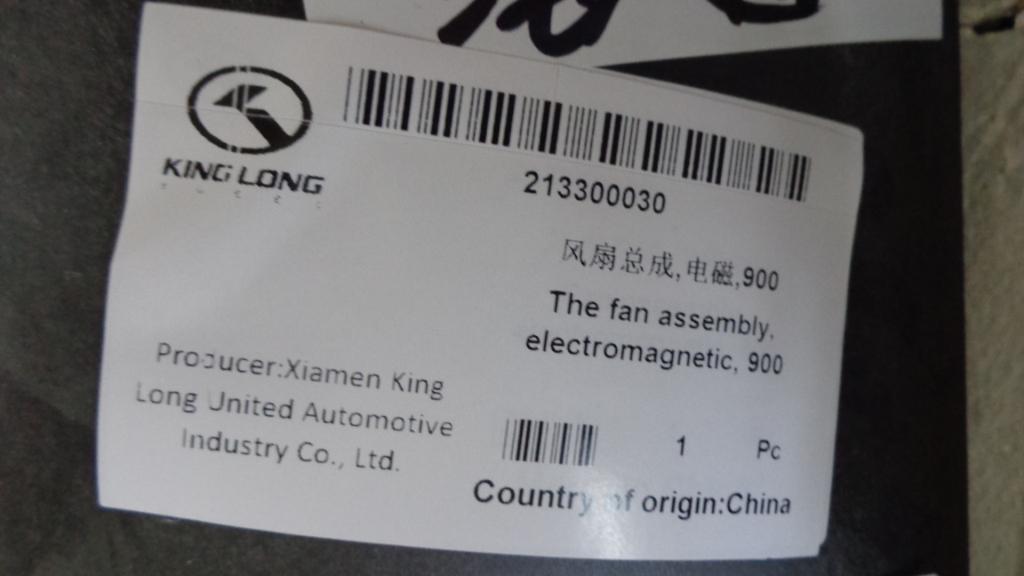 KING LONG
213300030
风扇总成,电磁,900
The fan assembly,
electromagnetic, 900
Producer:Xiamen King
Long United Automotive
Industry Co., Ltd.
1 Pc
Country of origin:China